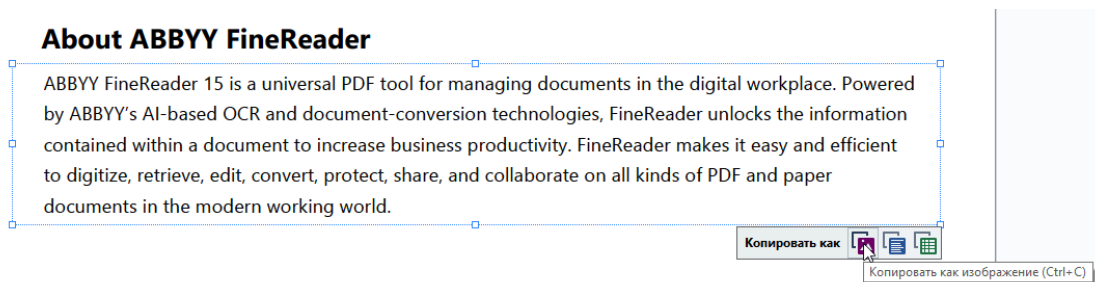 About ABBYY FineReader
ABBYY FineReader 15 is a universal PDF tool for managing documents in the digital workplace. Powered
by ABBYY’s AI-based OCR and document-conversion technologies, FineReader unlocks the information
contained within a document to increase business productivity. FineReader makes it easy and efficient
to digitize, retrieve, edit, convert, protect, share, and collaborate on all kinds of PDF and paper
documents in the modern working world.
Копировать как
Копировать как изображение (Ctrl+C)